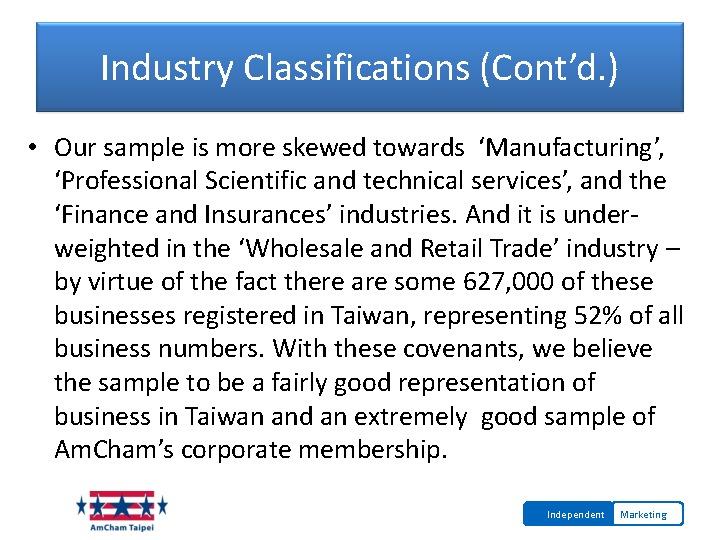 Industry Classifications (Cont’d. )
• Our sample is more skewed towards ‘Manufacturing’,
‘Professional Scientific and technical services’, and the
‘Finance and Insurances’ industries. And it is under-
weighted in the ‘Wholesale and Retail Trade’ industry –
by virtue of the fact there are some 627,000 of these
businesses registered in Taiwan, representing 52% of all
business numbers. With these covenants, we believe
the sample to be a fairly good representation of
business in Taiwan and an extremely good sample of
Am.Cham’s corporate membership.
Am.Cham Taipei
Independent Marketing